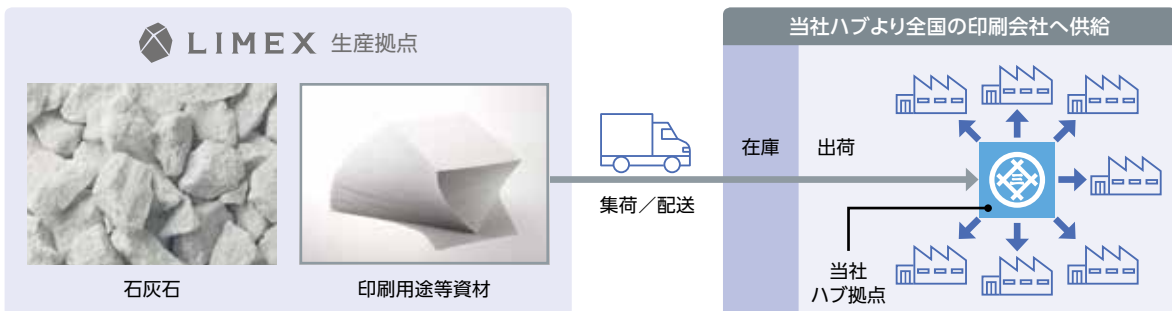 LIMEX 生産拠点
石灰石
印刷用途等資材
集荷／配送
当社ハブより全国の印刷会社へ供給
在庫
出荷
当社
ハブ拠点